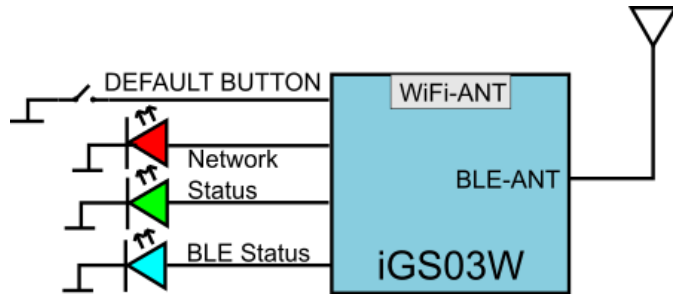 DEFAULT BUTTON
WiFi-ANT
Network
Status
BLE-ANT
BLE Status
iGS03W